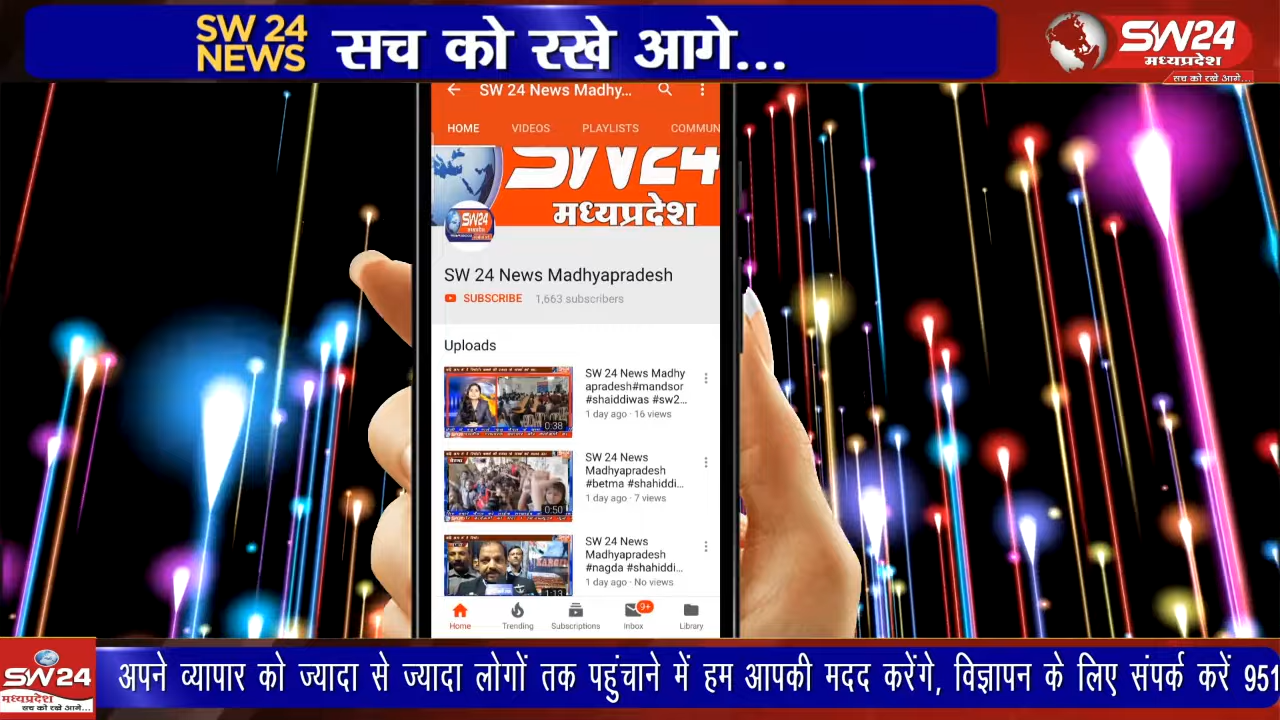 SW 24
NEWS
सच को रखे आगे...
SW24
मध्यप्रदेश
सच को रखे आगे...
SW 24 News Madhy...
HOME VIDEOS PLAYLISTS COMMUN
SW24
मध्यप्रदेश
SW24
SW 24 News Madhyapradesh
SUBSCRIBE 1,663 subscribers
Uploads
SW 24 News Madhy
apradesh#mandsor
#shaiddiwas #sw2...
1 day ago · 16 views
0:38
SW 24 News
Madhyapradesh
#betma #shahiddi...
1 day ago · 7 views
0:50
SW 24 News
Madhyapradesh
#nagda #shahiddi...
1 day ago · No views
1:13
Home Trending Subscriptions Inbox Library
9+
SW24
मध्यप्रदेश
सच को रखे आगे...
अपने व्यापार को ज्यादा से ज्यादा लोगों तक पहुंचाने में हम आपकी मदद करेंगे, विज्ञापन के लिए संपर्क करें 951